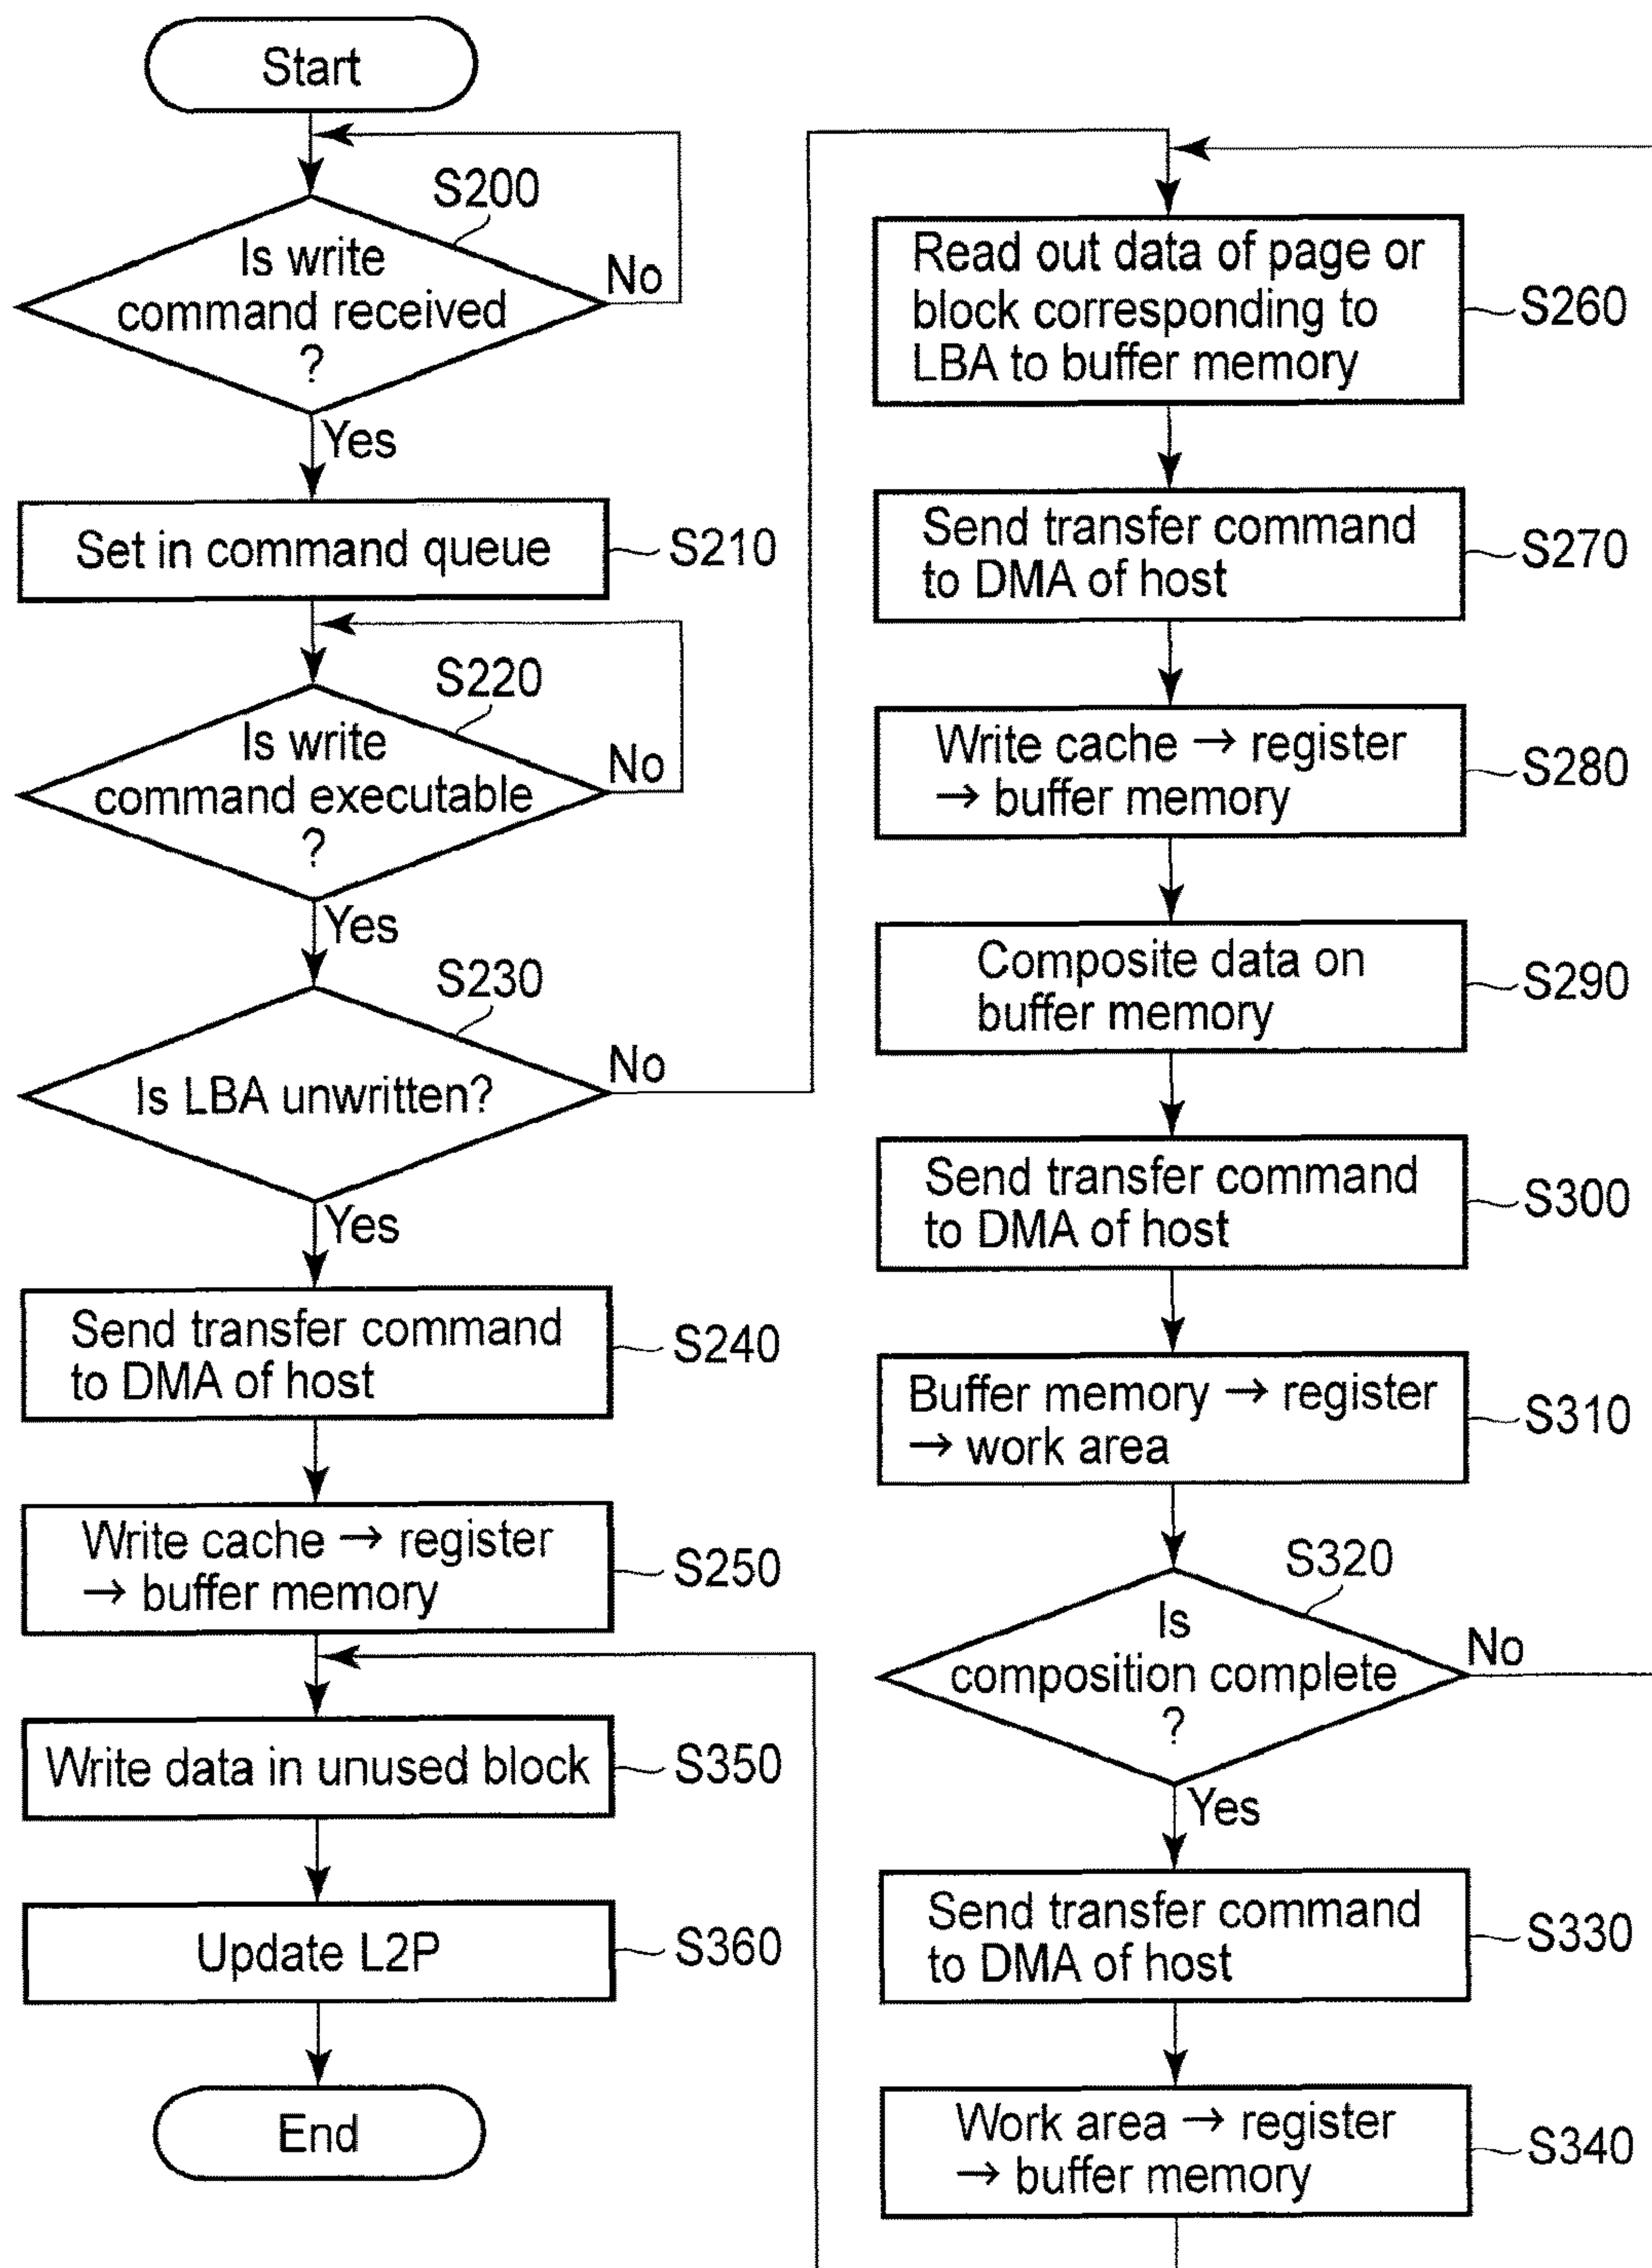 Start
S200
Is write
command received
?
No
Yes
Set in command queue
S210
S220
Is write
command executable
?
No
Yes
S230
Is LBA unwritten?
No
Yes
Send transfer command
to DMA of host
S240
Write cache → register
→ buffer memory
S250
Write data in unused block
S350
Update L2P
S360
End
Read out data of page or
block corresponding to
LBA to buffer memory
S260
Send transfer command
to DMA of host
S270
Write cache → register
→ buffer memory
S280
Composite data on
buffer memory
S290
Send transfer command
to DMA of host
S300
Buffer memory → register
→ work area
S310
S320
Is
composition complete
?
No
Yes
Send transfer command
to DMA of host
S330
Work area → register
→ buffer memory
S340